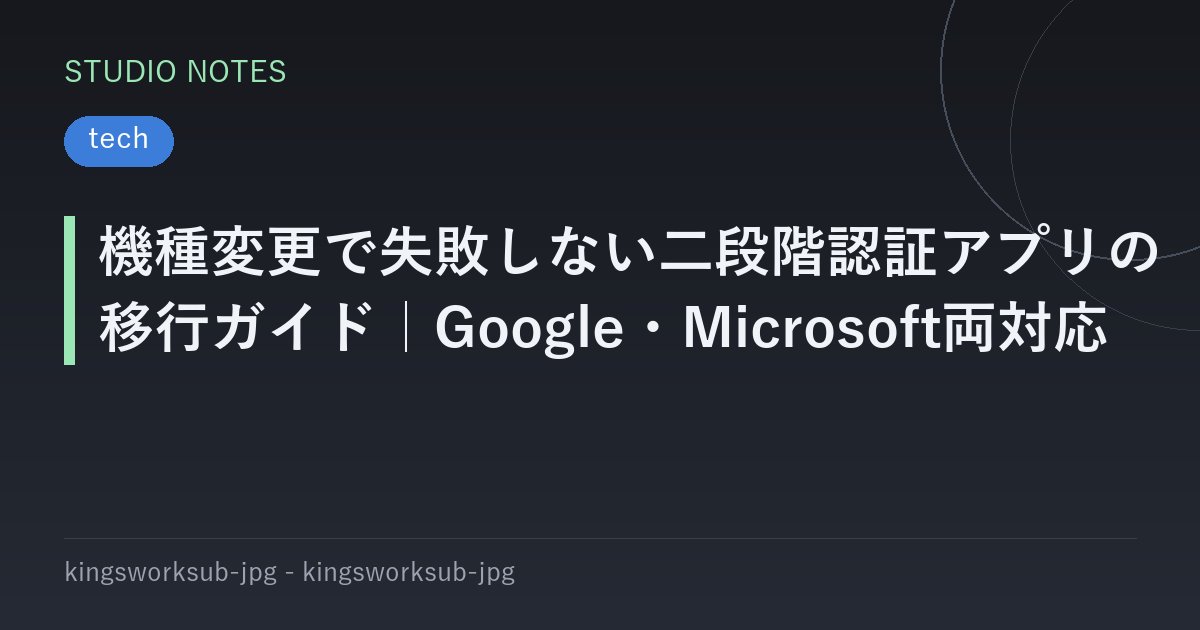 STUDIO NOTES
tech
機種変更で失敗しない二段階認証アプリの
移行ガイド｜Google・Microsoft両対応
kingsworksub-jpg - kingsworksub-jpg